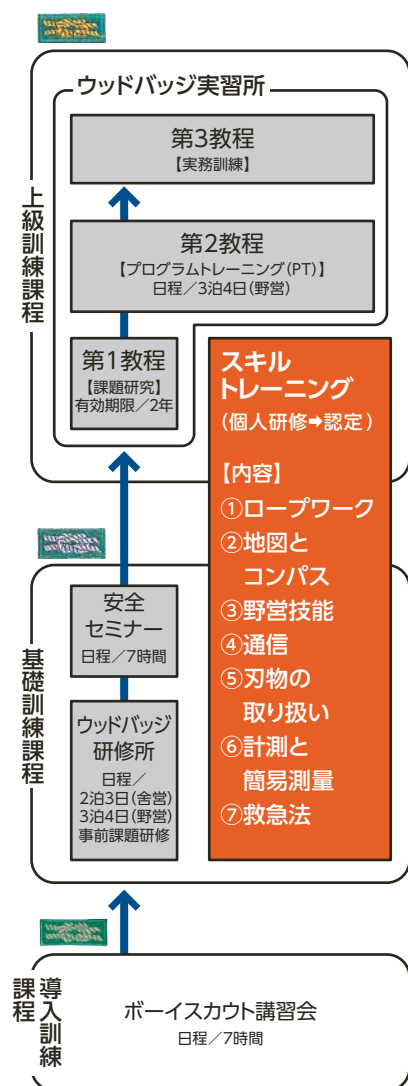 ウッドバッジ実習所
上級訓練課程
第3教程
【実務訓練】
第2教程
【プログラムトレーニング(PT)】
日程／3泊4日(野営)
第1教程
【課題研究】
有効期限／2年
スキル
トレーニング
(個人研修➡認定)
【内容】
①ロープワーク
②地図と
コンパス
③野営技能
④通信
⑤刃物の
取り扱い
⑥計測と
簡易測量
⑦救急法
基礎訓練課程
安全
セミナー
日程／7時間
ウッドバッジ
研修所
日程／
2泊3日(舎営)
3泊4日(野営)
事前課題研修
導入訓練
課程
ボーイスカウト講習会
日程／7時間